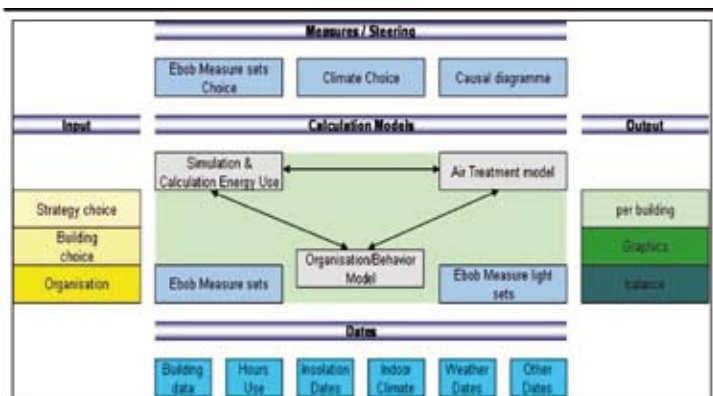 Measures / Steering
Ebob Measure sets
Choice
Climate Choice
Causal diagramme
Input
Calculation Models
Output
Simulation &
Calculation Energy Use
Air Treatment model
Strategy choice
Building
choice
Organisation
Organisation/Behavior
Model
Ebob Measure sets
Ebob Measure light
sets
per building
Graphics
balance
Dates
Building
data
Hours
Use
Insolation
Dates
Indoor
Climate
Weather
Dates
Other
Dates